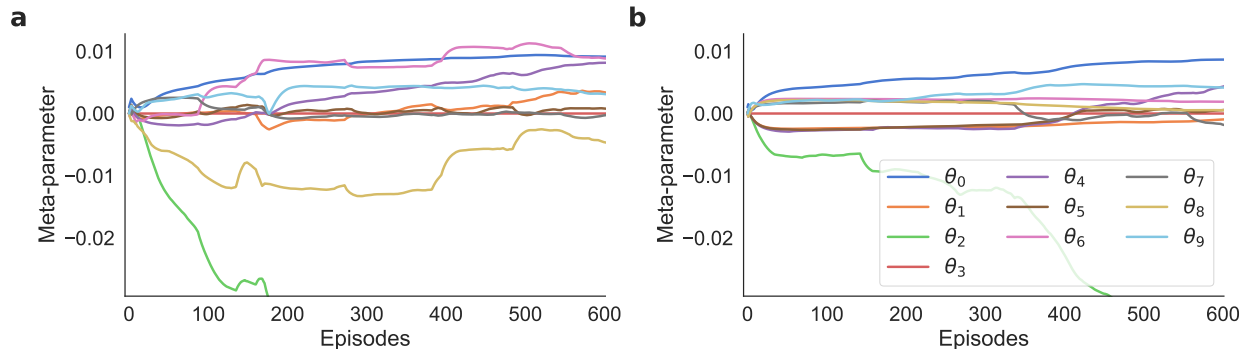 a
b
0.01
0.00
−0.01
−0.02
Meta-parameter
0 100 200 300 400 500 600
Episodes
0.01
0.00
−0.01
−0.02
Meta-parameter
θ0 θ4 θ7
θ1 θ5 θ8
θ2 θ6 θ9
θ3
0 100 200 300 400 500 600
Episodes